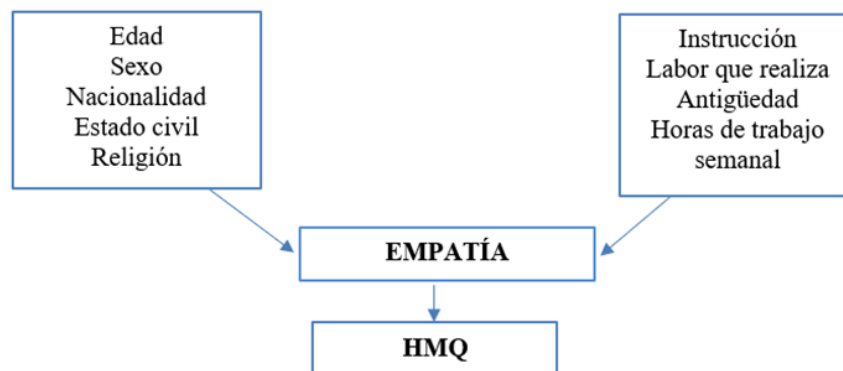 Edad
Sexo
Nacionalidad
Estado civil
Religión
Instrucción
Labor que realiza
Antigüedad
Horas de trabajo
semanal
EMPATÍA
HMQ